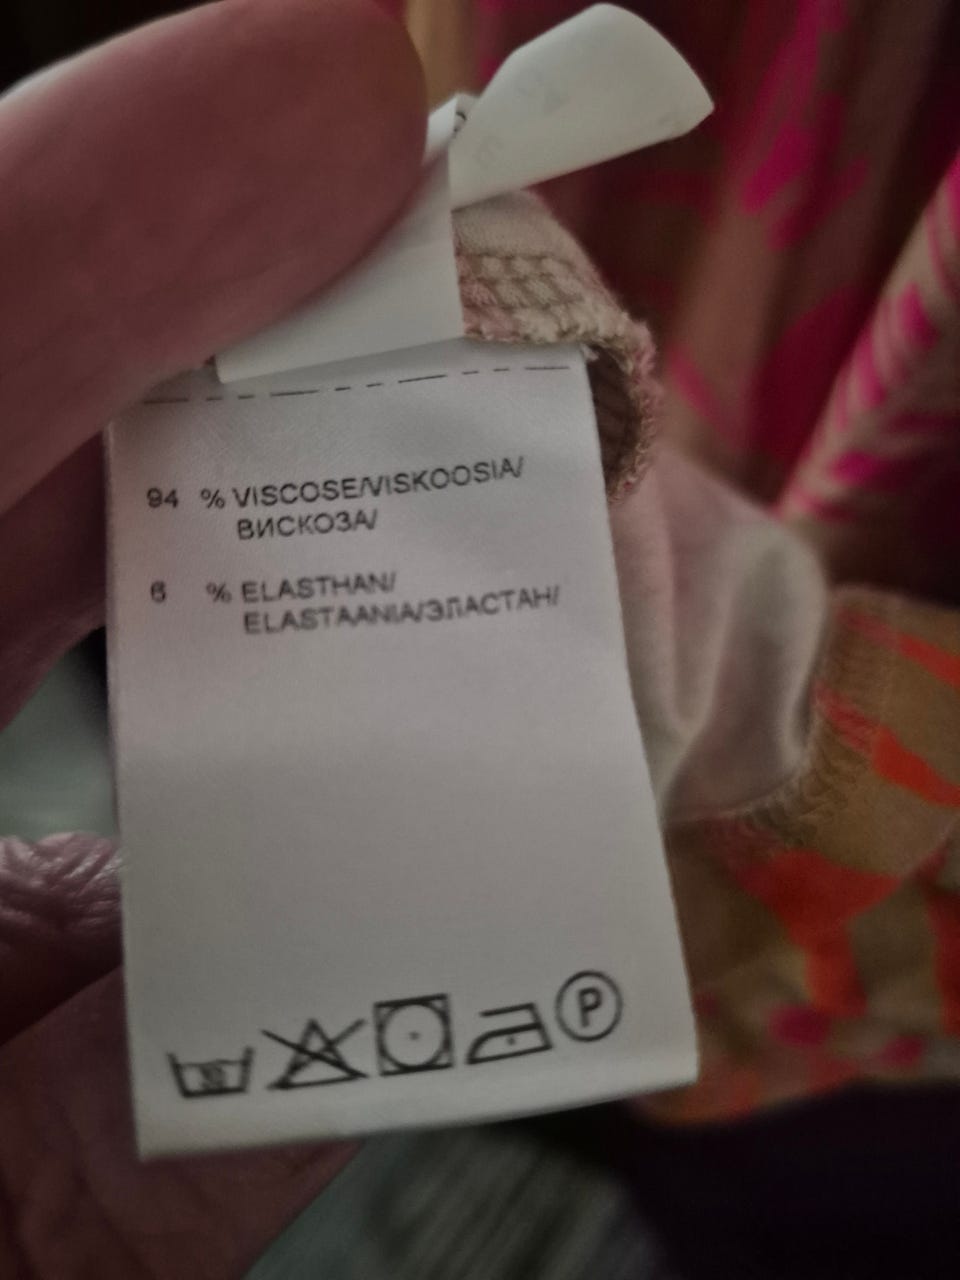 94 % VISCOSE/VISKOOSIA/
ВИСКОЗА/
6 % ELASTHAN/
ELASTAANIA/ЭЛАСТАН/
P